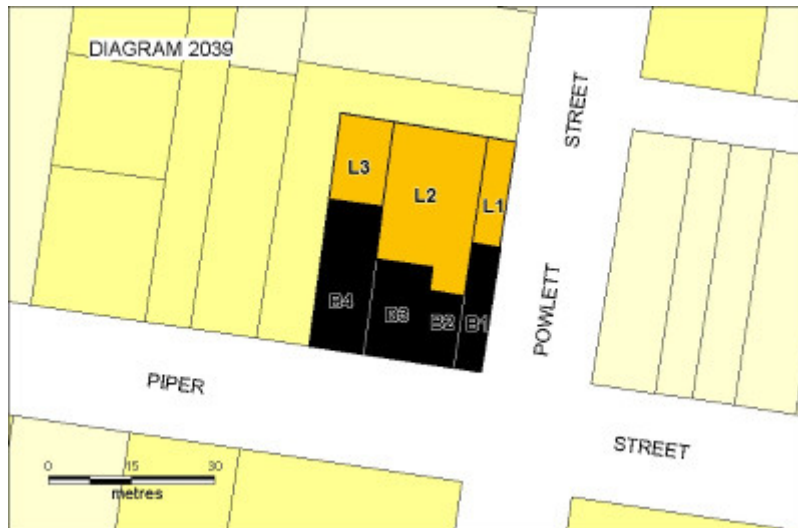 DIAGRAM 2039
STREET
L3
L2
L1
POWLETT
B4
B3
B2
B1
PIPER
STREET
0 15 30
metres